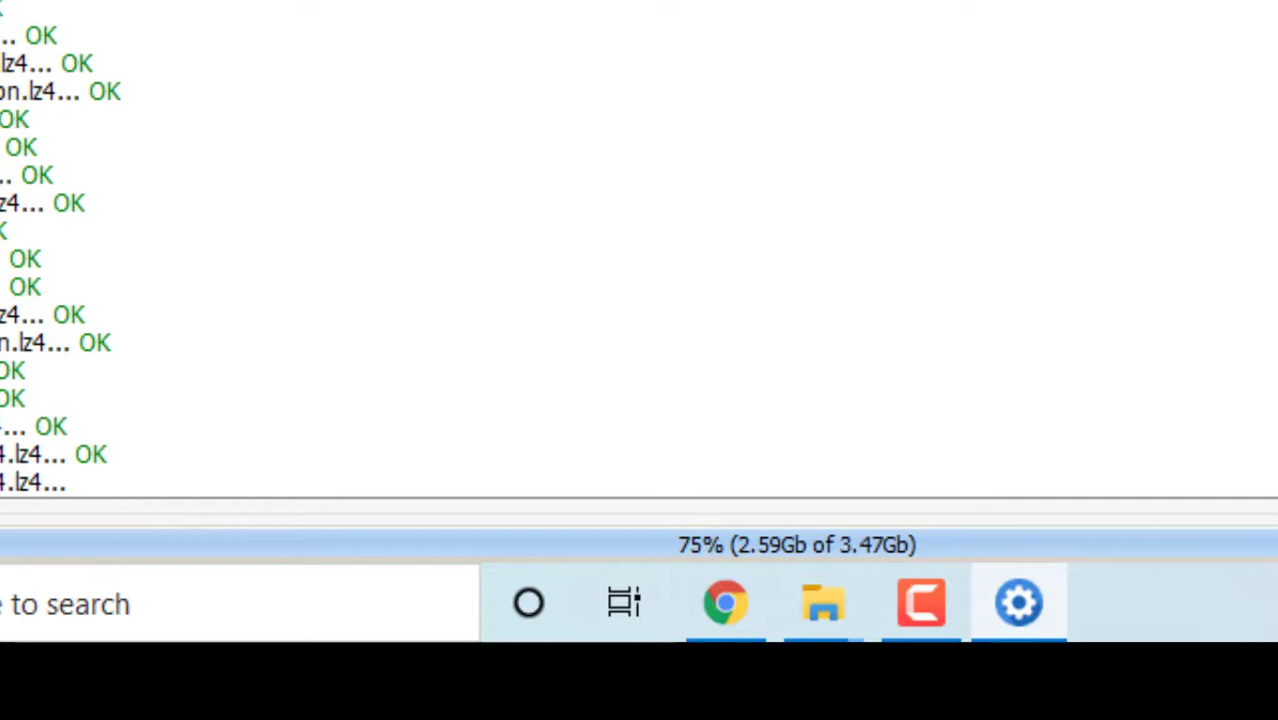 ... OK
lz4... OK
on.lz4... OK
OK
OK
... OK
z4... OK
K
OK
OK
z4... OK
n.lz4... OK
OK
OK
... OK
4.lz4... OK
4.lz4...
75% (2.59Gb of 3.47Gb)
to search